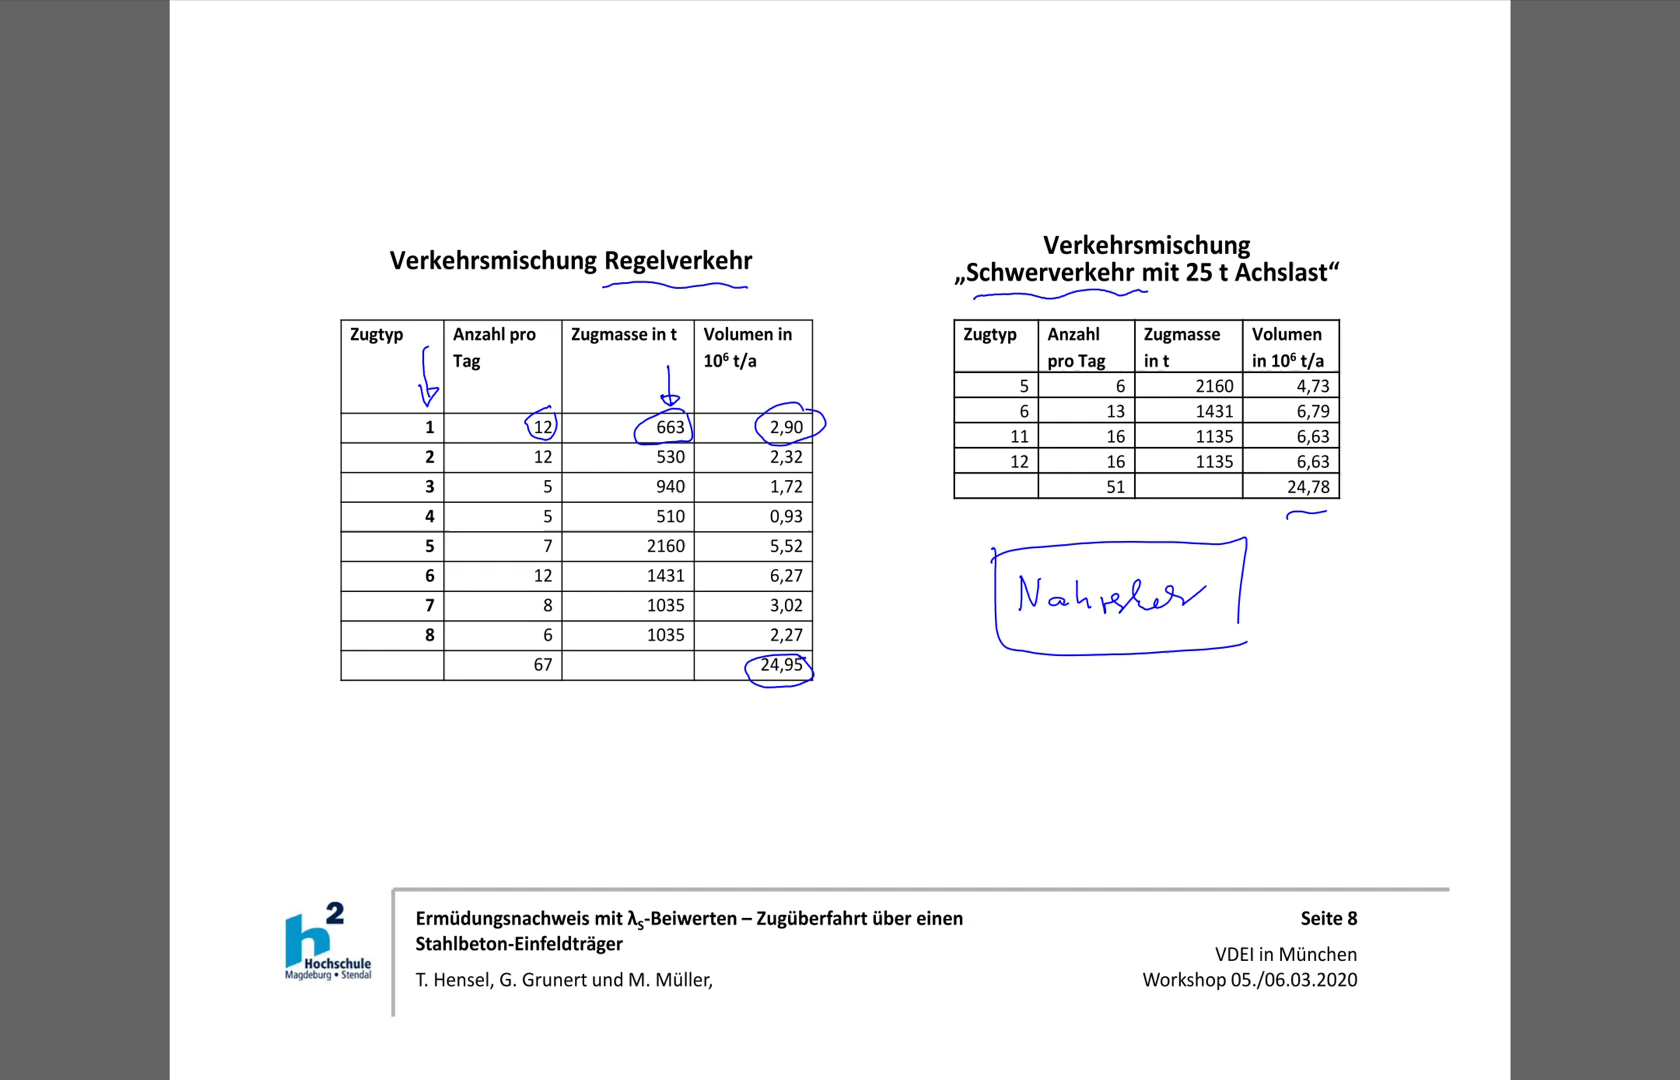 Verkehrsmischung Regelverkehr
Zugtyp Anzahl pro Tag Zugmasse in t Volumen in 10⁶ t/a
1 12 663 2,90
2 12 530 2,32
3 5 940 1,72
4 5 510 0,93
5 7 2160 5,52
6 12 1431 6,27
7 8 1035 3,02
8 6 1035 2,27
67 24,95
Verkehrsmischung
„Schwerverkehr mit 25 t Achslast“
Zugtyp Anzahl pro Tag Zugmasse in t Volumen in 10⁶ t/a
5 6 2160 4,73
6 13 1431 6,79
11 16 1135 6,63
12 16 1135 6,63
51 24,78
h2
Hochschule
Magdeburg • Stendal
Ermüdungsnachweis mit λs-Beiwerten – Zugüberfahrt über einen
Stahlbeton-Einfeldträger
T. Hensel, G. Grunert und M. Müller,
Seite 8
VDEI in München
Workshop 05./06.03.2020